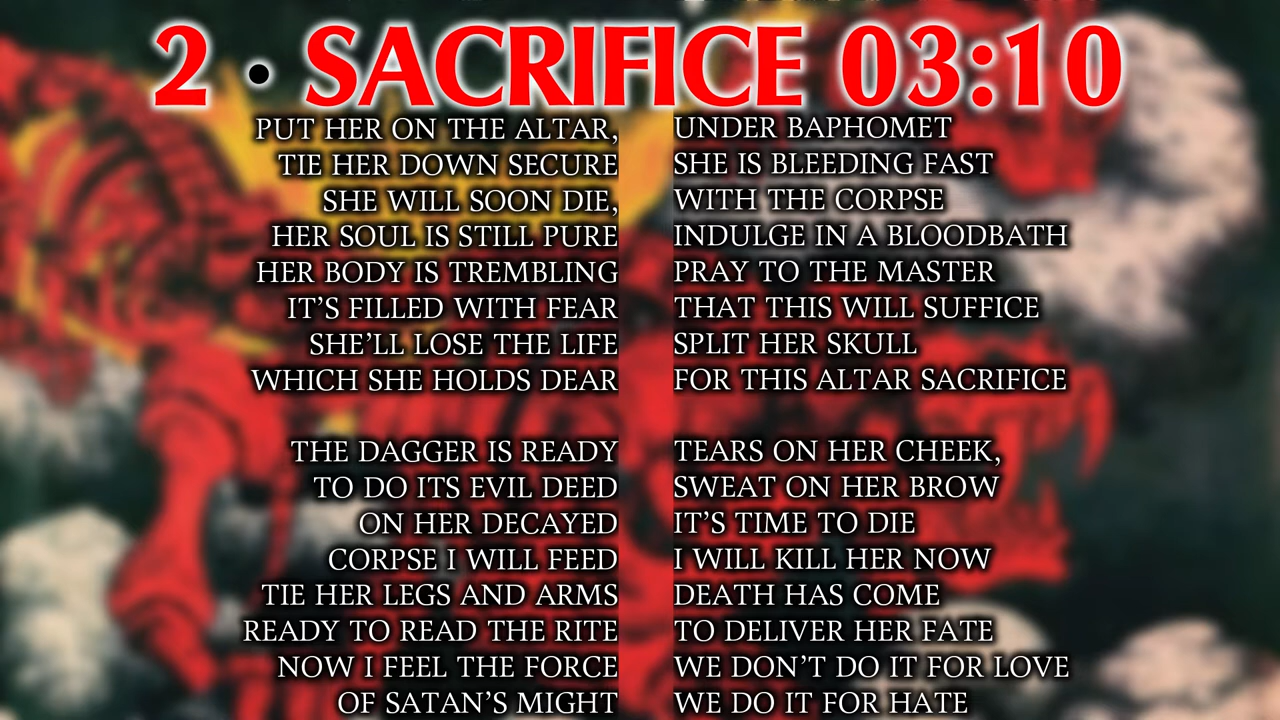 2 · SACRIFICE 03:10
PUT HER ON THE ALTAR,
TIE HER DOWN SECURE
SHE WILL SOON DIE,
HER SOUL IS STILL PURE
HER BODY IS TREMBLING
IT'S FILLED WITH FEAR
SHE'LL LOSE THE LIFE
WHICH SHE HOLDS DEAR
THE DAGGER IS READY
TO DO ITS EVIL DEED
ON HER DECAYED
CORPSE I WILL FEED
TIE HER LEGS AND ARMS
READY TO READ THE RITE
NOW I FEEL THE FORCE
OF SATAN'S MIGHT
UNDER BAPHOMET
SHE IS BLEEDING FAST
WITH THE CORPSE
INDULGE IN A BLOODBATH
PRAY TO THE MASTER
THAT THIS WILL SUFFICE
SPLIT HER SKULL
FOR THIS ALTAR SACRIFICE
TEARS ON HER CHEEK,
SWEAT ON HER BROW
IT'S TIME TO DIE
I WILL KILL HER NOW
DEATH HAS COME
TO DELIVER HER FATE
WE DON'T DO IT FOR LOVE
WE DO IT FOR HATE